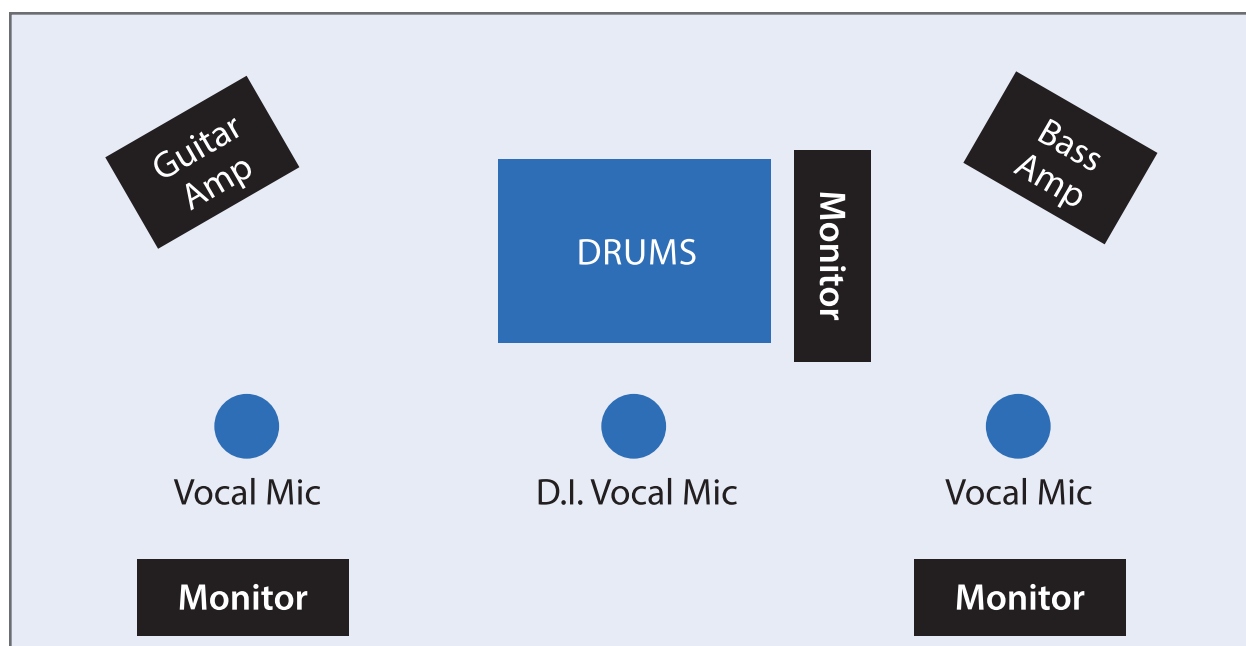 Guitar
Amp
Bass
Amp
DRUMS
Monitor
Vocal Mic
D.I. Vocal Mic
Vocal Mic
Monitor
Monitor